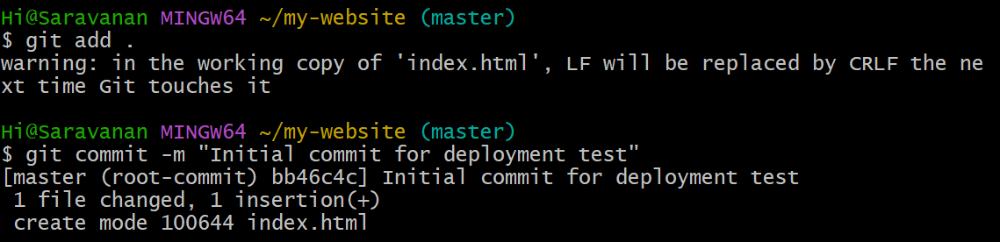 Hi@Saravanan MINGW64 ~/my-website (master)
$ git add .
warning: in the working copy of 'index.html', LF will be replaced by CRLF the ne
xt time Git touches it
Hi@Saravanan MINGW64 ~/my-website (master)
$ git commit -m "Initial commit for deployment test"
[master (root-commit) bb46c4c] Initial commit for deployment test
 1 file changed, 1 insertion(+)
 create mode 100644 index.html